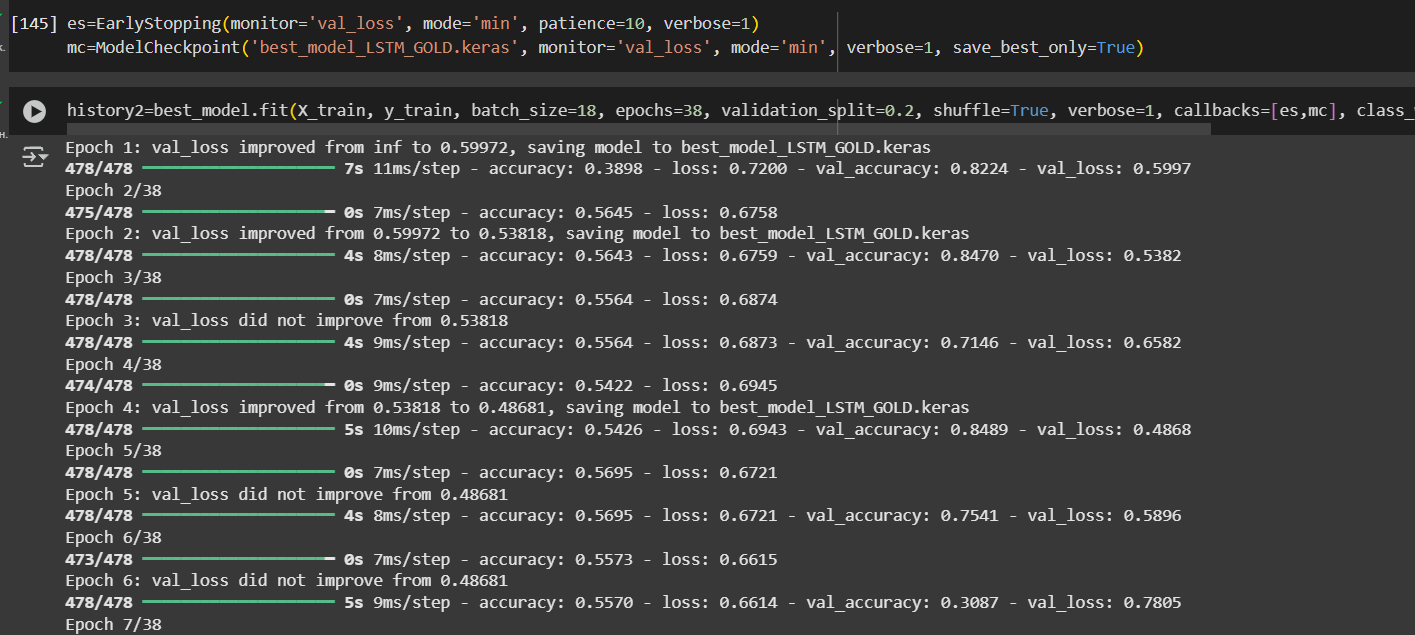 [145] es=EarlyStopping(monitor='val_loss', mode='min', patience=10, verbose=1)
mc=ModelCheckpoint('best_model_LSTM_GOLD.keras', monitor='val_loss', mode='min', verbose=1, save_best_only=True)
history2=best_model.fit(X_train, y_train, batch_size=18, epochs=38, validation_split=0.2, shuffle=True, verbose=1, callbacks=[es,mc], class_
Epoch 1: val_loss improved from inf to 0.59972, saving model to best_model_LSTM_GOLD.keras
478/478 7s 11ms/step - accuracy: 0.3898 - loss: 0.7200 - val_accuracy: 0.8224 - val_loss: 0.5997
Epoch 2/38
475/478 0s 7ms/step - accuracy: 0.5645 - loss: 0.6758
Epoch 2: val_loss improved from 0.59972 to 0.53818, saving model to best_model_LSTM_GOLD.keras
478/478 4s 8ms/step - accuracy: 0.5643 - loss: 0.6759 - val_accuracy: 0.8470 - val_loss: 0.5382
Epoch 3/38
478/478 0s 7ms/step - accuracy: 0.5564 - loss: 0.6874
Epoch 3: val_loss did not improve from 0.53818
478/478 4s 9ms/step - accuracy: 0.5564 - loss: 0.6873 - val_accuracy: 0.7146 - val_loss: 0.6582
Epoch 4/38
474/478 0s 9ms/step - accuracy: 0.5422 - loss: 0.6945
Epoch 4: val_loss improved from 0.53818 to 0.48681, saving model to best_model_LSTM_GOLD.keras
478/478 5s 10ms/step - accuracy: 0.5426 - loss: 0.6943 - val_accuracy: 0.8489 - val_loss: 0.4868
Epoch 5/38
478/478 0s 7ms/step - accuracy: 0.5695 - loss: 0.6721
Epoch 5: val_loss did not improve from 0.48681
478/478 4s 8ms/step - accuracy: 0.5695 - loss: 0.6721 - val_accuracy: 0.7541 - val_loss: 0.5896
Epoch 6/38
473/478 0s 7ms/step - accuracy: 0.5573 - loss: 0.6615
Epoch 6: val_loss did not improve from 0.48681
478/478 5s 9ms/step - accuracy: 0.5570 - loss: 0.6614 - val_accuracy: 0.3087 - val_loss: 0.7805
Epoch 7/38